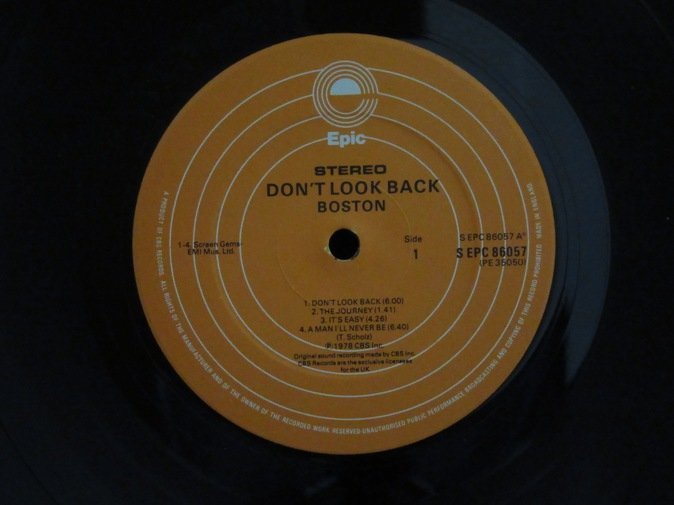 Epic
STEREO
DON'T LOOK BACK
BOSTON
1-4. Screen Gems-
EMI Mus. Ltd.
Side
1
S EPC 86057 A°
S EPC 86057
(PE 35050)
1. DON'T LOOK BACK (6.00)
2. THE JOURNEY (1.41)
3. IT'S EASY (4.26)
4. A MAN I'LL NEVER BE (6.40)
(T. Scholz)
℗ 1978 CBS Inc.
Original sound recording made by CBS Inc.
CBS Records are the exclusive licensees
for the UK
A PRODUCT OF CBS RECORDS. ALL RIGHTS OF THE MANUFACTURER AND OF THE OWNER OF THE RECORDED WORK RESERVED·UNAUTHORISED PUBLIC PERFORMANCE BROADCASTING AND COPYING OF THIS RECORD PROHIBITED MADE IN ENGLAND